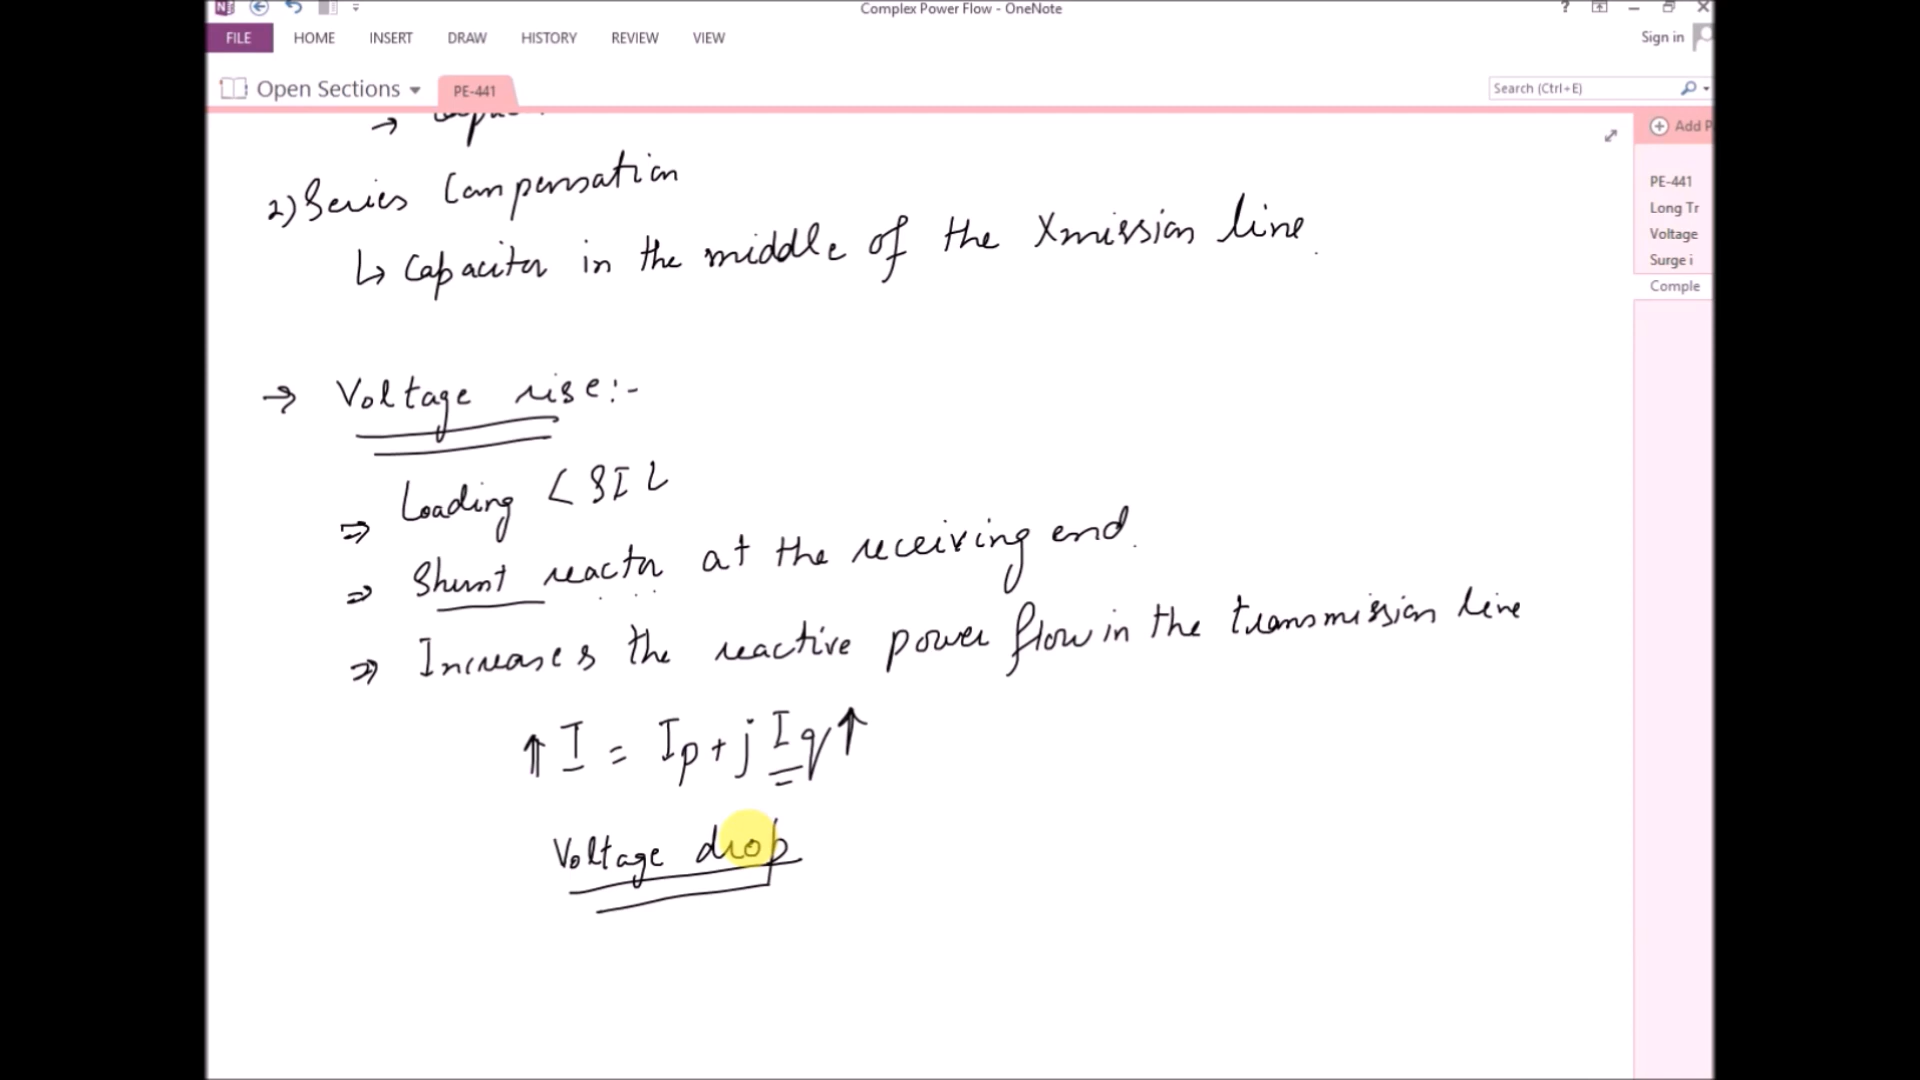 Complex Power Flow - OneNote
?
FILE HOME INSERT DRAW HISTORY REVIEW VIEW
Sign in
Open Sections
PE-441
Search (Ctrl+E)
Add P
PE-441
Long Tr
Voltage
Surge i
Comple
2) Series Compensation
↳ Capacitor in the middle of the Xmission line.
→ Voltage rise:-
⇒ Loading < SIL
⇒ Shunt reactor at the receiving end.
⇒ Increases the reactive power flow in the transmission line
↑ I = Ip + j Iq ↑
Voltage drop